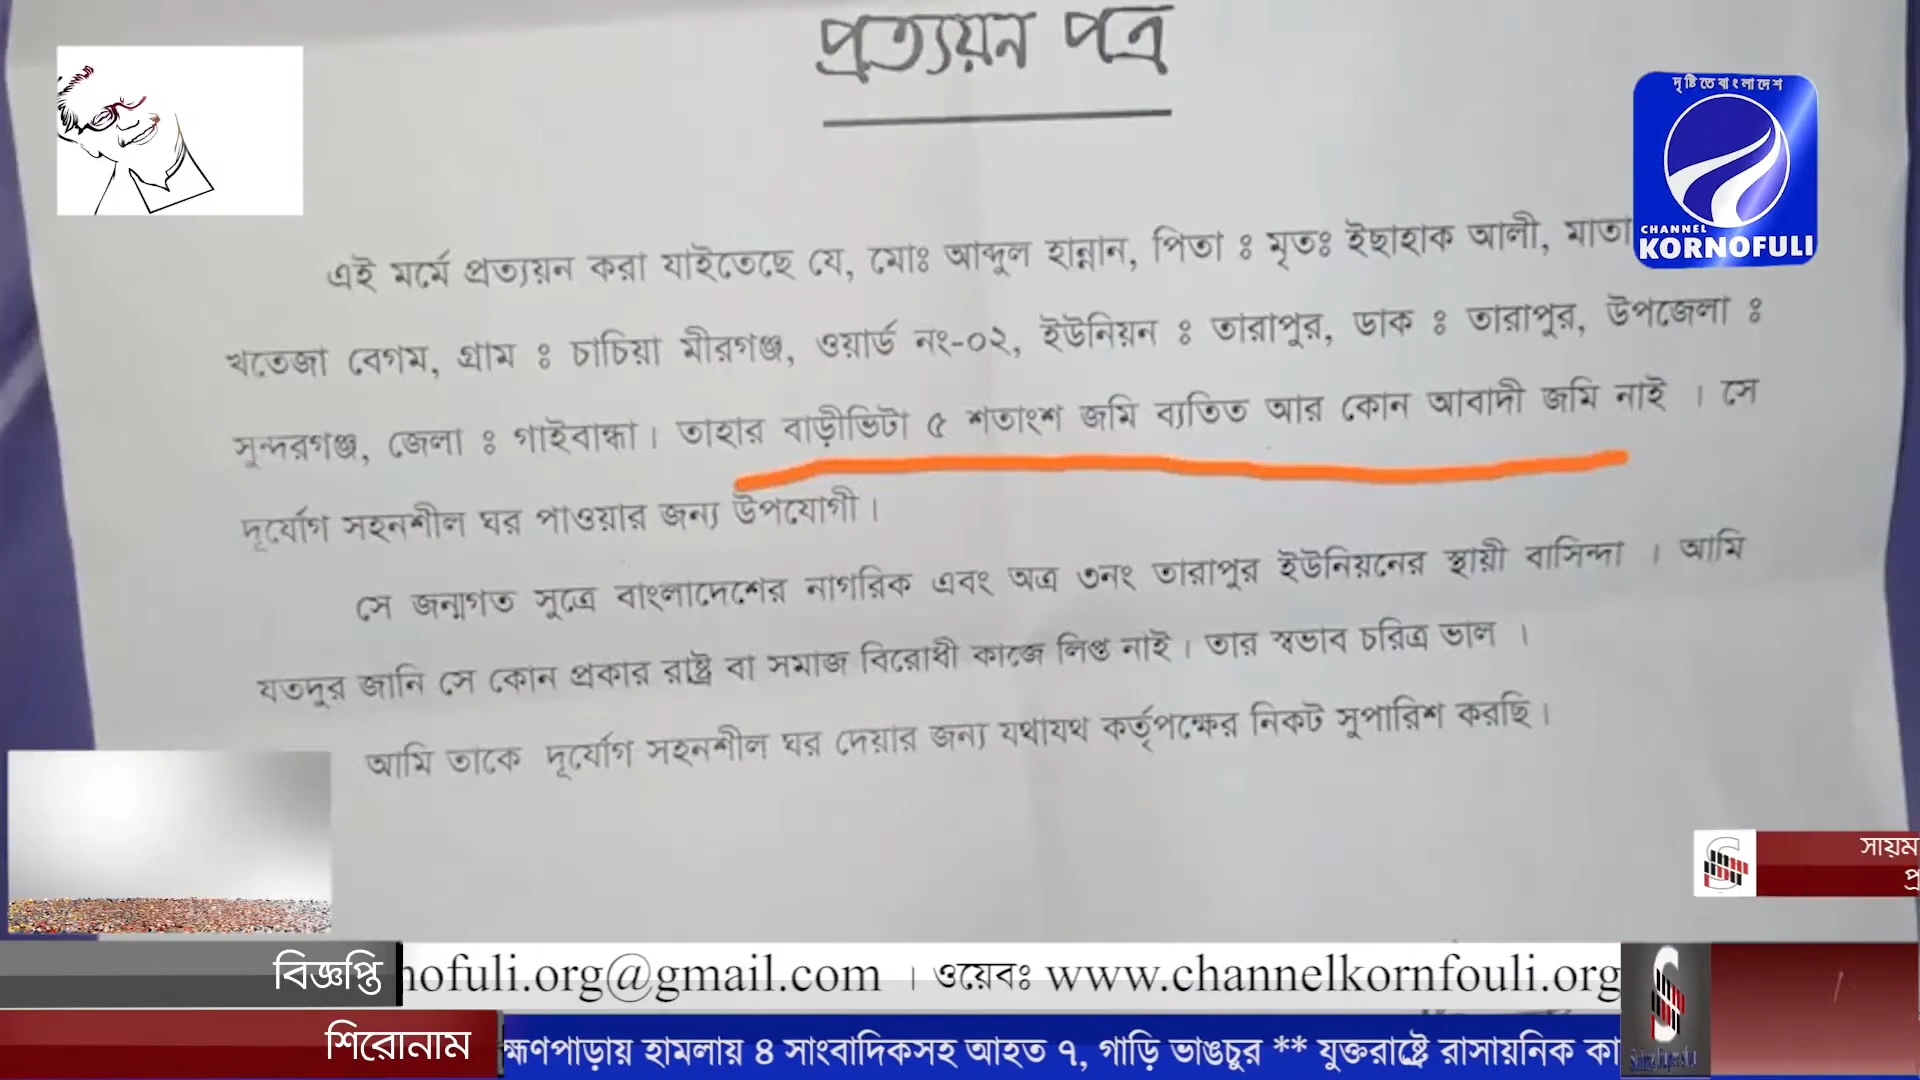 প্রত্যয়ন পত্র
দৃষ্টিতে বাংলাদেশ
CHANNEL
KORNOFULI
এই মর্মে প্রত্যয়ন করা যাইতেছে যে, মোঃ আব্দুল হান্নান, পিতা ঃ মৃতঃ ইছাহাক আলী, মাতা
খতেজা বেগম, গ্রাম ঃ চাচিয়া মীরগঞ্জ, ওয়ার্ড নং-০২, ইউনিয়ন ঃ তারাপুর, ডাক ঃ তারাপুর, উপজেলা ঃ
সুন্দরগঞ্জ, জেলা ঃ গাইবান্ধা। তাহার বাড়ীভিটা ৫ শতাংশ জমি ব্যতিত আর কোন আবাদী জমি নাই । সে
দূর্যোগ সহনশীল ঘর পাওয়ার জন্য উপযোগী।
সে জন্মগত সুত্রে বাংলাদেশের নাগরিক এবং অত্র ৩নং তারাপুর ইউনিয়নের স্থায়ী বাসিন্দা । আমি
যতদুর জানি সে কোন প্রকার রাষ্ট্র বা সমাজ বিরোধী কাজে লিপ্ত নাই। তার স্বভাব চরিত্র ভাল ।
আমি তাকে দূর্যোগ সহনশীল ঘর দেয়ার জন্য যথাযথ কর্তৃপক্ষের নিকট সুপারিশ করছি।
সায়ম
প্র
বিজ্ঞপ্তি nofuli.org@gmail.com । ওয়েবঃ www.channelkornfouli.org
শিরোনাম হ্মণপাড়ায় হামলায় ৪ সাংবাদিকসহ আহত ৭, গাড়ি ভাঙচুর ** যুক্তরাষ্ট্রে রাসায়নিক কা